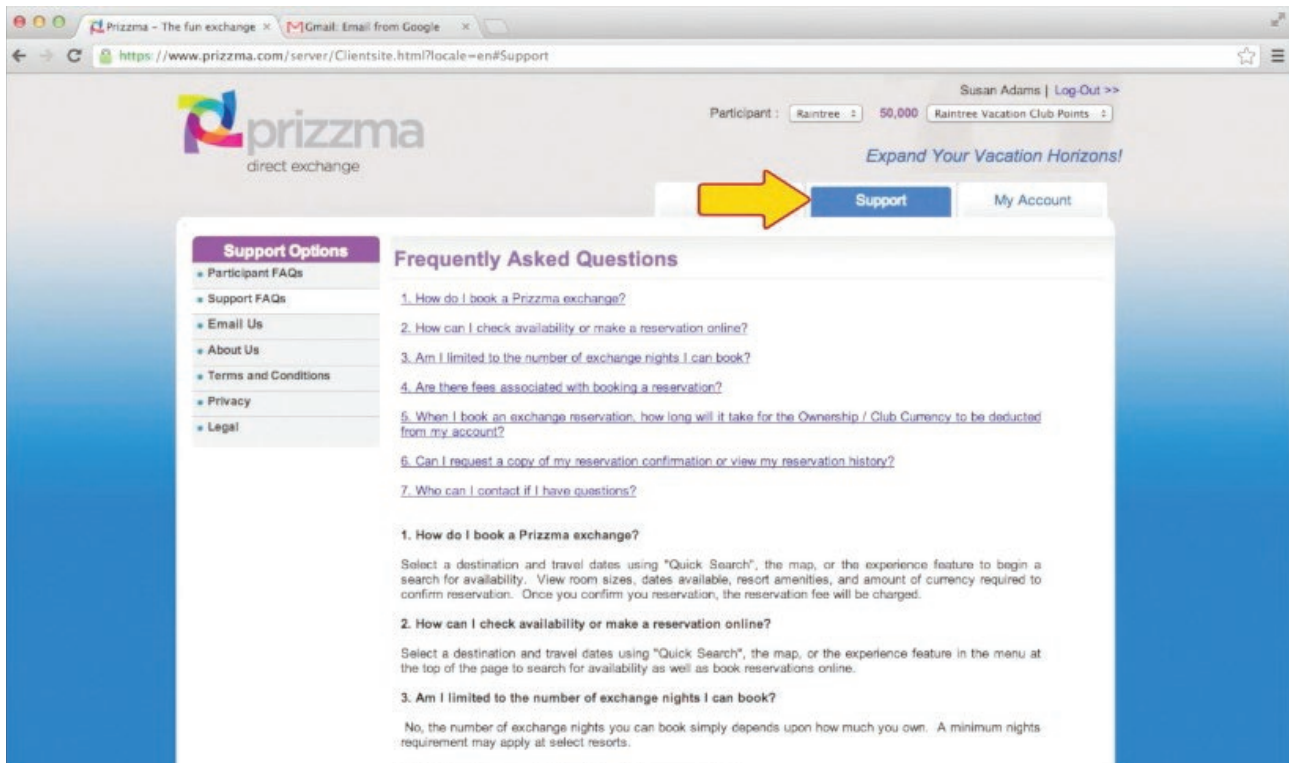 Prizzma – The fun exchange
Gmail: Email from Google
https://www.prizzma.com/server/Clientsite.html?locale=en#Support
Susan Adams | Log-Out >>
Participant : Raintree 50,000 Raintree Vacation Club Points
prizzma
direct exchange
Expand Your Vacation Horizons!
Support My Account
Support Options
Participant FAQs
Support FAQs
Email Us
About Us
Terms and Conditions
Privacy
Legal
Frequently Asked Questions
1. How do I book a Prizzma exchange?
2. How can I check availability or make a reservation online?
3. Am I limited to the number of exchange nights I can book?
4. Are there fees associated with booking a reservation?
5. When I book an exchange reservation, how long will it take for the Ownership / Club Currency to be deducted
from my account?
6. Can I request a copy of my reservation confirmation or view my reservation history?
7. Who can I contact if I have questions?
1. How do I book a Prizzma exchange?
Select a destination and travel dates using "Quick Search", the map, or the experience feature to begin a
search for availability. View room sizes, dates available, resort amenities, and amount of currency required to
confirm reservation. Once you confirm you reservation, the reservation fee will be charged.
2. How can I check availability or make a reservation online?
Select a destination and travel dates using "Quick Search", the map, or the experience feature in the menu at
the top of the page to search for availability as well as book reservations online.
3. Am I limited to the number of exchange nights I can book?
No, the number of exchange nights you can book simply depends upon how much you own. A minimum nights
requirement may apply at select resorts.